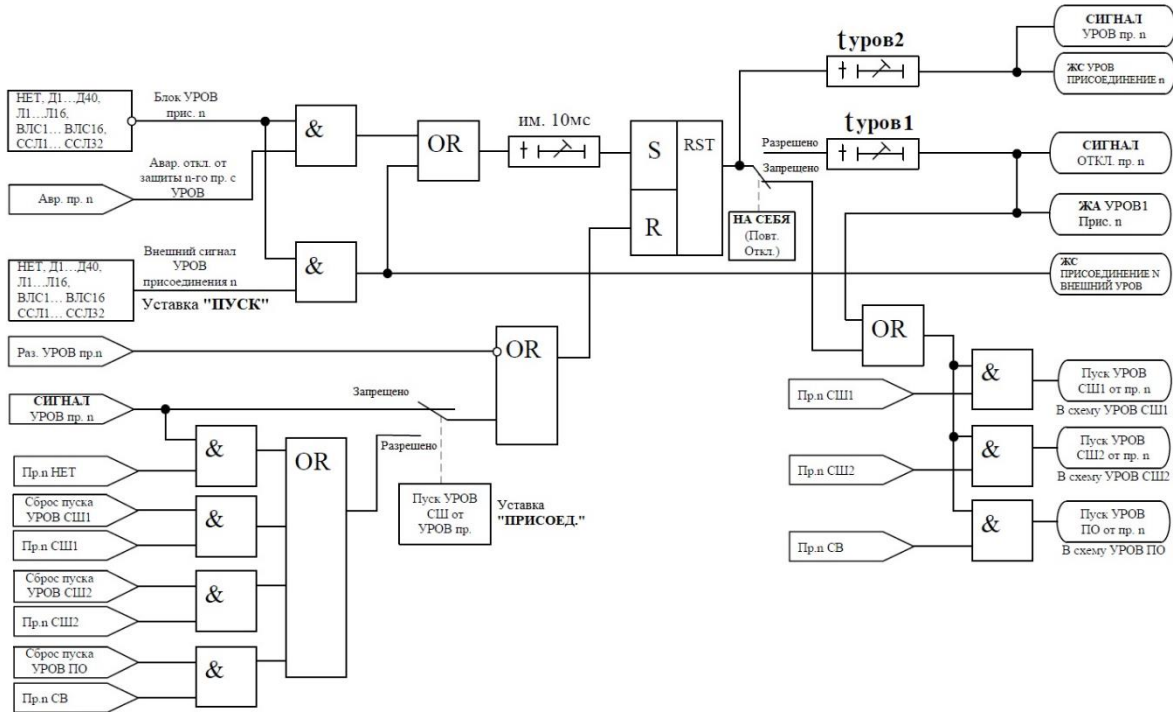 НЕТ, Д1…Д40,
Л1…Л16,
ВЛС1… ВЛС16,
ССЛ1… ССЛ32
Блок УРОВ
прис. n
Авар. откл. от
зашиты n-го пр. с
УРОВ
Авр. пр. n
&
OR
им. 10мс
S
R
RST
tуров2
СИГНАЛ
УРОВ пр. n
ЖС УРОВ
ПРИСОЕДИНЕНИЕ n
Разрешено
Запрещено
tуров1
НА СЕБЯ
(Повт.
Откл.)
СИГНАЛ
ОТКЛ. пр. n
ЖА УРОВ1
Прис. n
НЕТ, Д1…Д40,
Л1…Л16,
ВЛС1… ВЛС16
ССЛ1… ССЛ32
Внешний сигнал
УРОВ
присоединения n
Уставка "ПУСК"
&
ЖС
ПРИСОЕДИНЕНИЕ N
ВНЕШНИЙ УРОВ
Раз. УРОВ пр.n
OR
СИГНАЛ
УРОВ пр. n
Запрещено
Разрешено
Пуск УРОВ
СШ от
УРОВ пр.
Уставка
"ПРИСОЕД."
Пр.n НЕТ
&
OR
Сброс пуска
УРОВ СШ1
Пр.n СШ1
&
Сброс пуска
УРОВ СШ2
Пр.n СШ2
&
Сброс пуска
УРОВ ПО
Пр.n СВ
&
OR
Пр.n СШ1
&
Пуск УРОВ
СШ1 от пр. n
В схему УРОВ СШ1
Пр.n СШ2
&
Пуск УРОВ
СШ2 от пр. n
В схему УРОВ СШ2
Пр.n СВ
&
Пуск УРОВ
ПО от пр. n
В схему УРОВ ПО